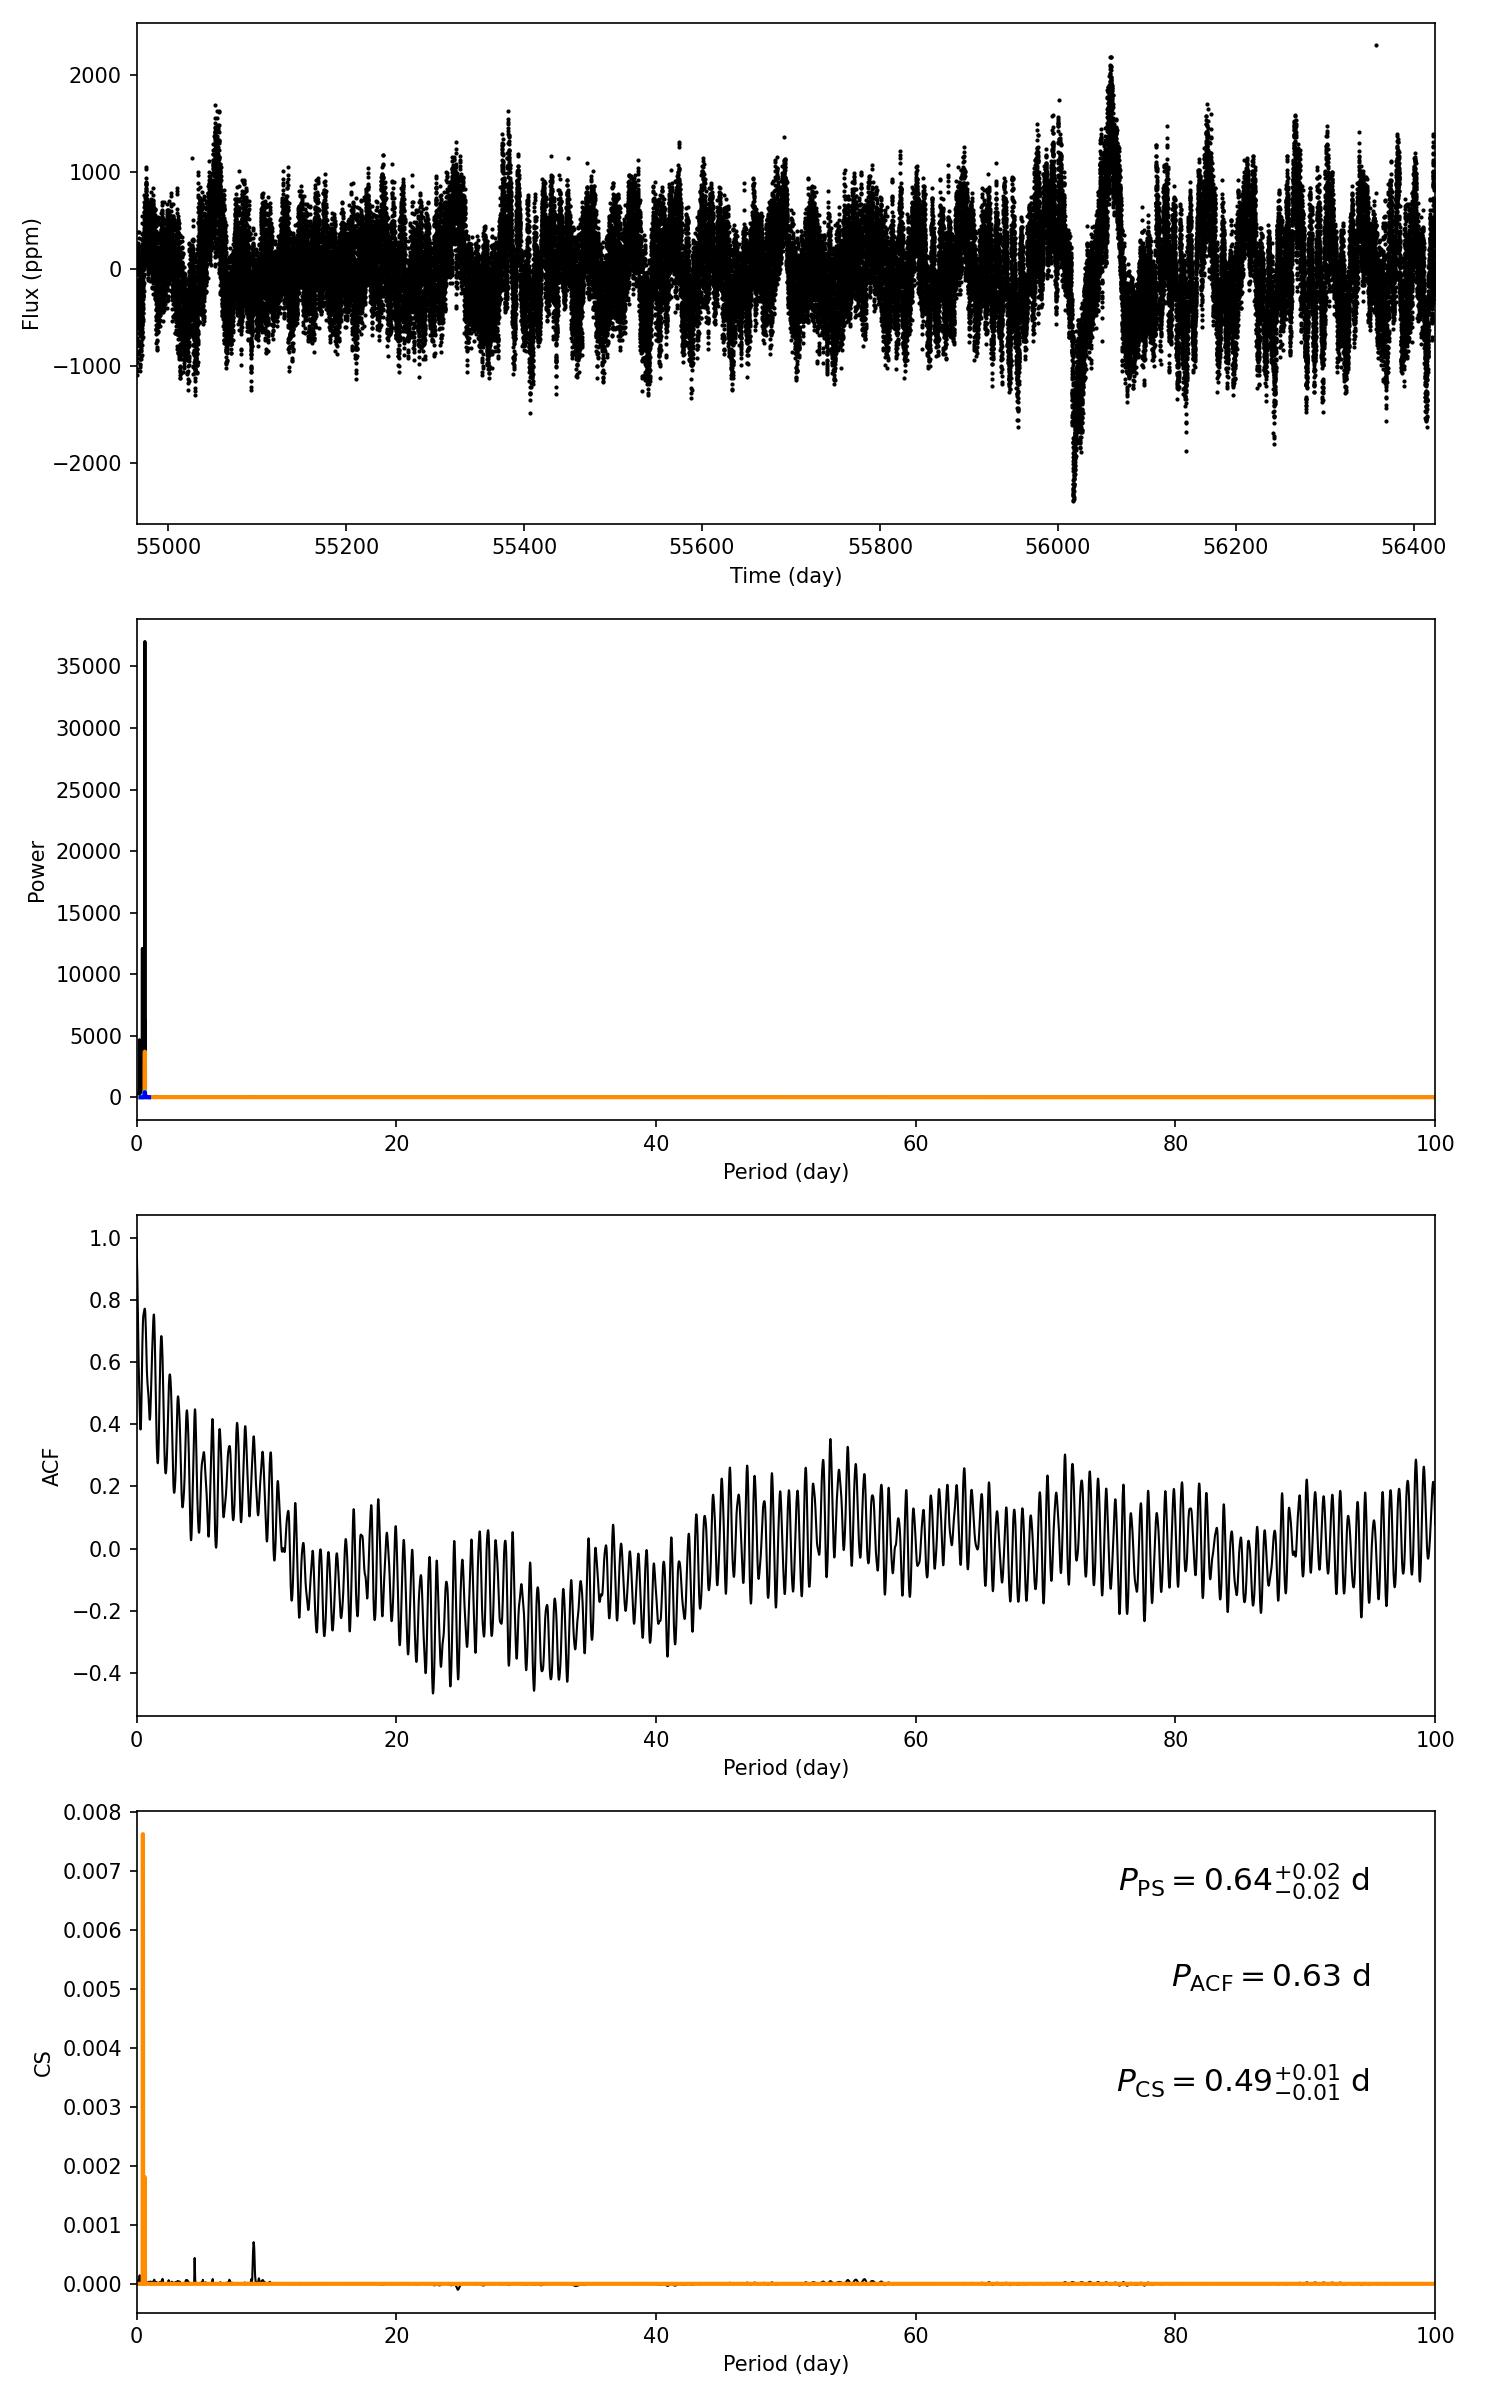 2000
1000
0
−1000
−2000
Flux (ppm)
55000 55200 55400 55600 55800 56000 56200 56400
Time (day)
35000
30000
25000
20000
15000
10000
5000
0
Power
0 20 40 60 80 100
Period (day)
1.0
0.8
0.6
0.4
0.2
0.0
−0.2
−0.4
ACF
0 20 40 60 80 100
Period (day)
0.008
0.007
0.006
0.005
0.004
0.003
0.002
0.001
0.000
CS
P_PS = 0.64^{+0.02}_{−0.02} d
P_ACF = 0.63 d
P_CS = 0.49^{+0.01}_{−0.01} d
0 20 40 60 80 100
Period (day)